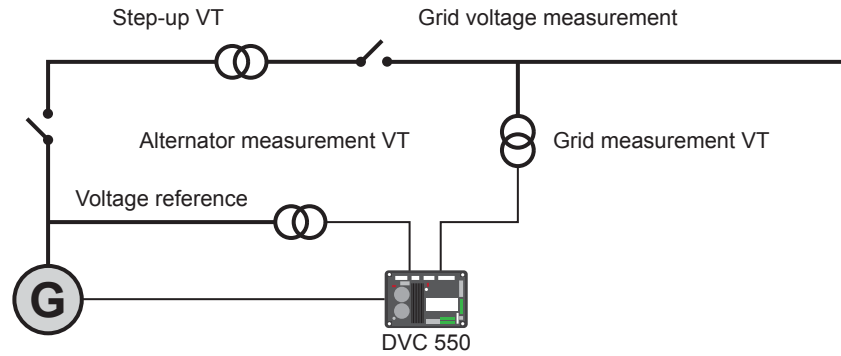 Step-up VT
Grid voltage measurement
Alternator measurement VT
Grid measurement VT
Voltage reference
G
DVC 550